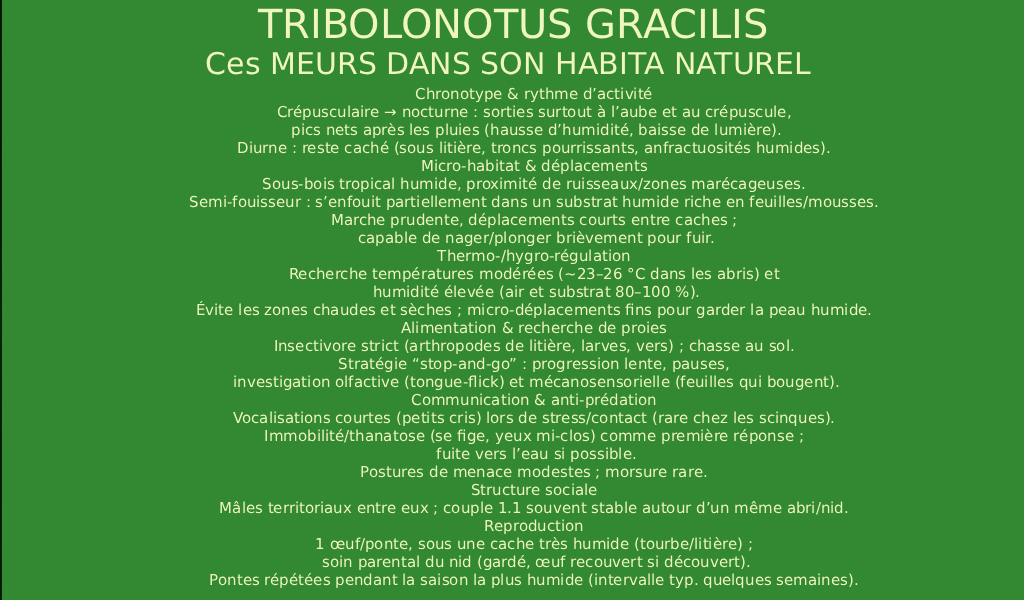 TRIBOLONOTUS GRACILIS
Ces MEURS DANS SON HABITA NATUREL
Chronotype & rythme d’activité
Crépusculaire → nocturne : sorties surtout à l’aube et au crépuscule,
pics nets après les pluies (hausse d’humidité, baisse de lumière).
Diurne : reste caché (sous litière, troncs pourrissants, anfractuosités humides).
Micro-habitat & déplacements
Sous-bois tropical humide, proximité de ruisseaux/zones marécageuses.
Semi-fouisseur : s’enfouit partiellement dans un substrat humide riche en feuilles/mousses.
Marche prudente, déplacements courts entre caches ;
capable de nager/plonger brièvement pour fuir.
Thermo-/hygro-régulation
Recherche températures modérées (~23–26 °C dans les abris) et
humidité élevée (air et substrat 80–100 %).
Évite les zones chaudes et sèches ; micro-déplacements fins pour garder la peau humide.
Alimentation & recherche de proies
Insectivore strict (arthropodes de litière, larves, vers) ; chasse au sol.
Stratégie “stop-and-go” : progression lente, pauses,
investigation olfactive (tongue-flick) et mécanosensorielle (feuilles qui bougent).
Communication & anti-prédation
Vocalisations courtes (petits cris) lors de stress/contact (rare chez les scinques).
Immobilité/thanatose (se fige, yeux mi-clos) comme première réponse ;
fuite vers l’eau si possible.
Postures de menace modestes ; morsure rare.
Structure sociale
Mâles territoriaux entre eux ; couple 1.1 souvent stable autour d’un même abri/nid.
Reproduction
1 œuf/ponte, sous une cache très humide (tourbe/litière) ;
soin parental du nid (gardé, œuf recouvert si découvert).
Pontes répétées pendant la saison la plus humide (intervalle typ. quelques semaines).